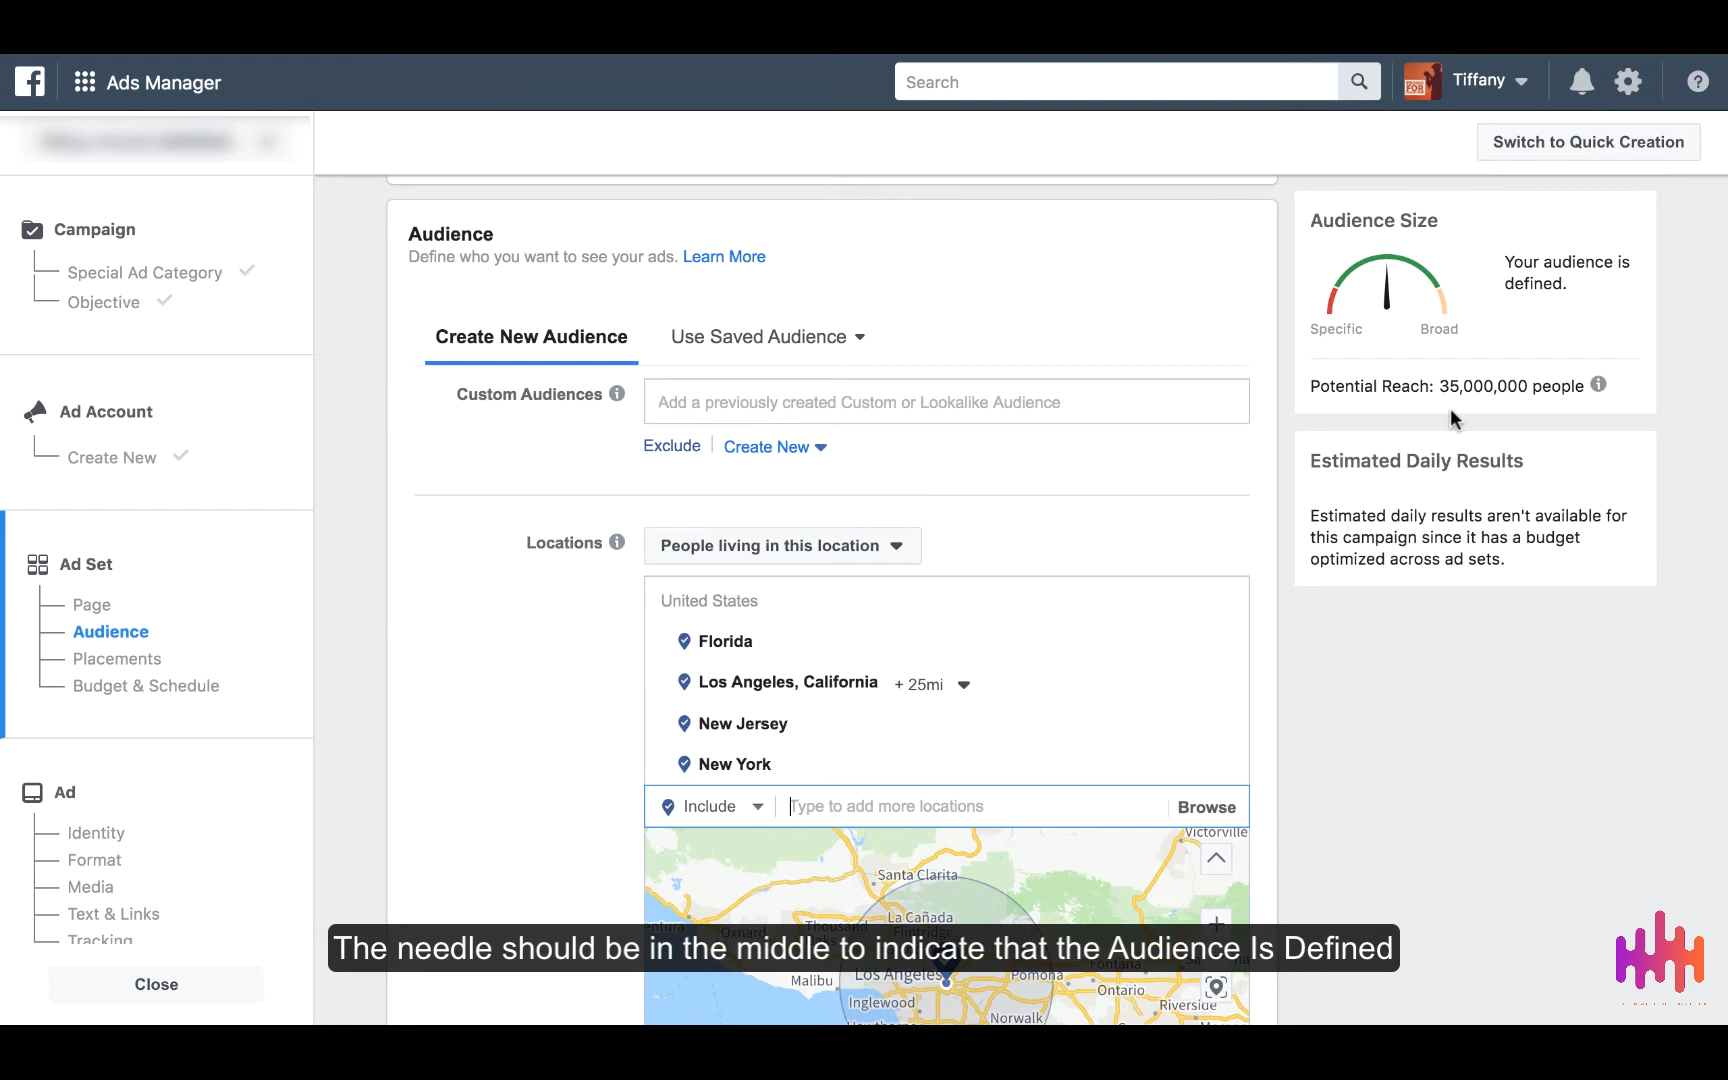 Ads Manager
Search
Tiffany
Switch to Quick Creation
Campaign
Special Ad Category
Objective
Ad Account
Create New
Ad Set
Page
Audience
Placements
Budget & Schedule
Ad
Identity
Format
Media
Text & Links
Tracking
Close
Audience
Define who you want to see your ads. Learn More
Create New Audience
Use Saved Audience
Custom Audiences
Add a previously created Custom or Lookalike Audience
Exclude
Create New
Locations
People living in this location
United States
Florida
Los Angeles, California + 25mi
New Jersey
New York
Include
Type to add more locations
Browse
Victorville
Santa Clarita
La Cañada
Flintridge
Thousand
Oxnard
Malibu
Los Angeles
Pomona
Fontana
Ontario
Inglewood
Riverside
Norwalk
The needle should be in the middle to indicate that the Audience Is Defined
Audience Size
Your audience is
defined.
Specific
Broad
Potential Reach: 35,000,000 people
Estimated Daily Results
Estimated daily results aren't available for
this campaign since it has a budget
optimized across ad sets.